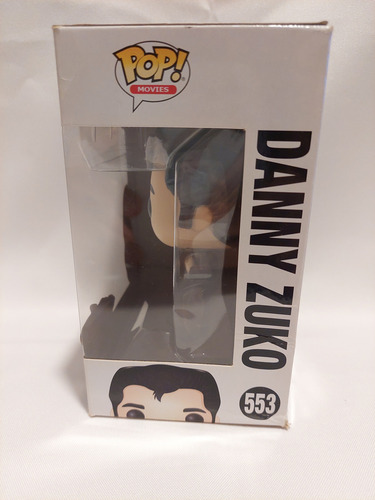 POP!
MOVIES
DANNY ZUKO
553